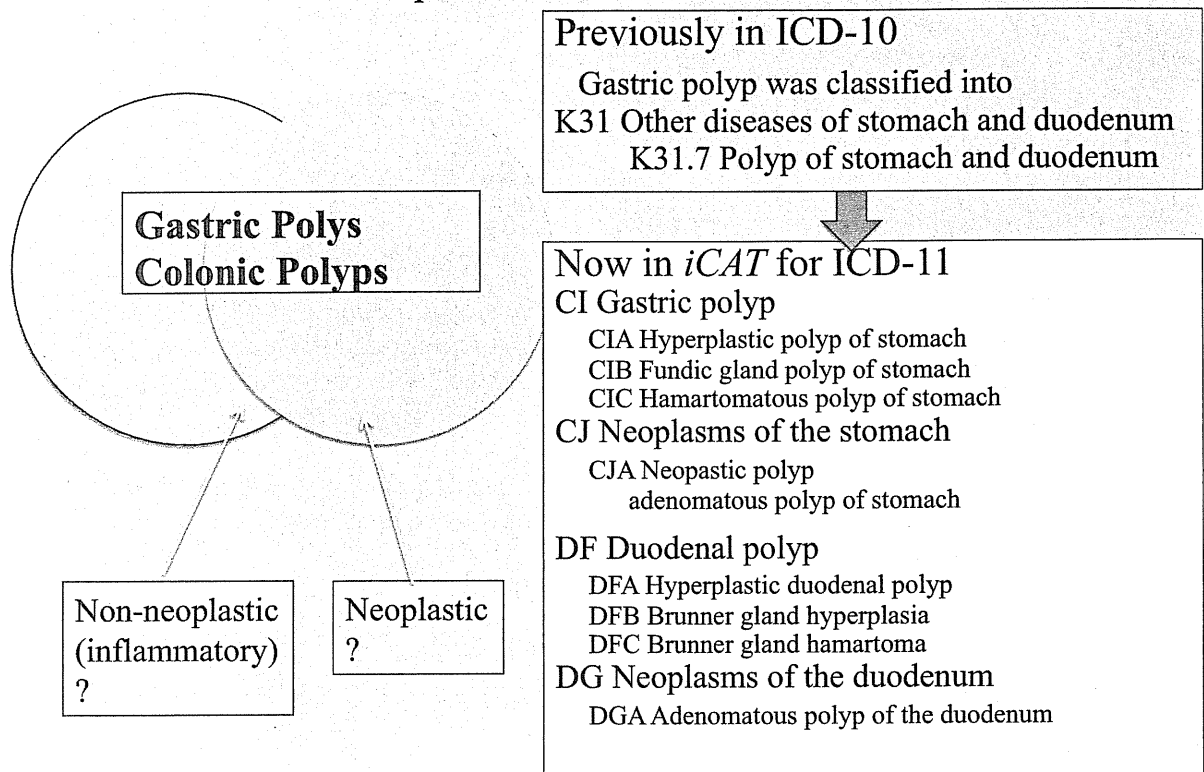 Gastric Polys
Colonic Polyps
Non-neoplastic
(inflammatory)
?
Neoplastic
?
Previously in ICD-10
Gastric polyp was classified into
K31 Other diseases of stomach and duodenum
K31.7 Polyp of stomach and duodenum
Now in iCAT for ICD-11
CI Gastric polyp
CIA Hyperplastic polyp of stomach
CIB Fundic gland polyp of stomach
CIC Hamartomatous polyp of stomach
CJ Neoplasms of the stomach
CJA Neopastic polyp
adenomatous polyp of stomach
DF Duodenal polyp
DFA Hyperplastic duodenal polyp
DFB Brunner gland hyperplasia
DFC Brunner gland hamartoma
DG Neoplasms of the duodenum
DGA Adenomatous polyp of the duodenum